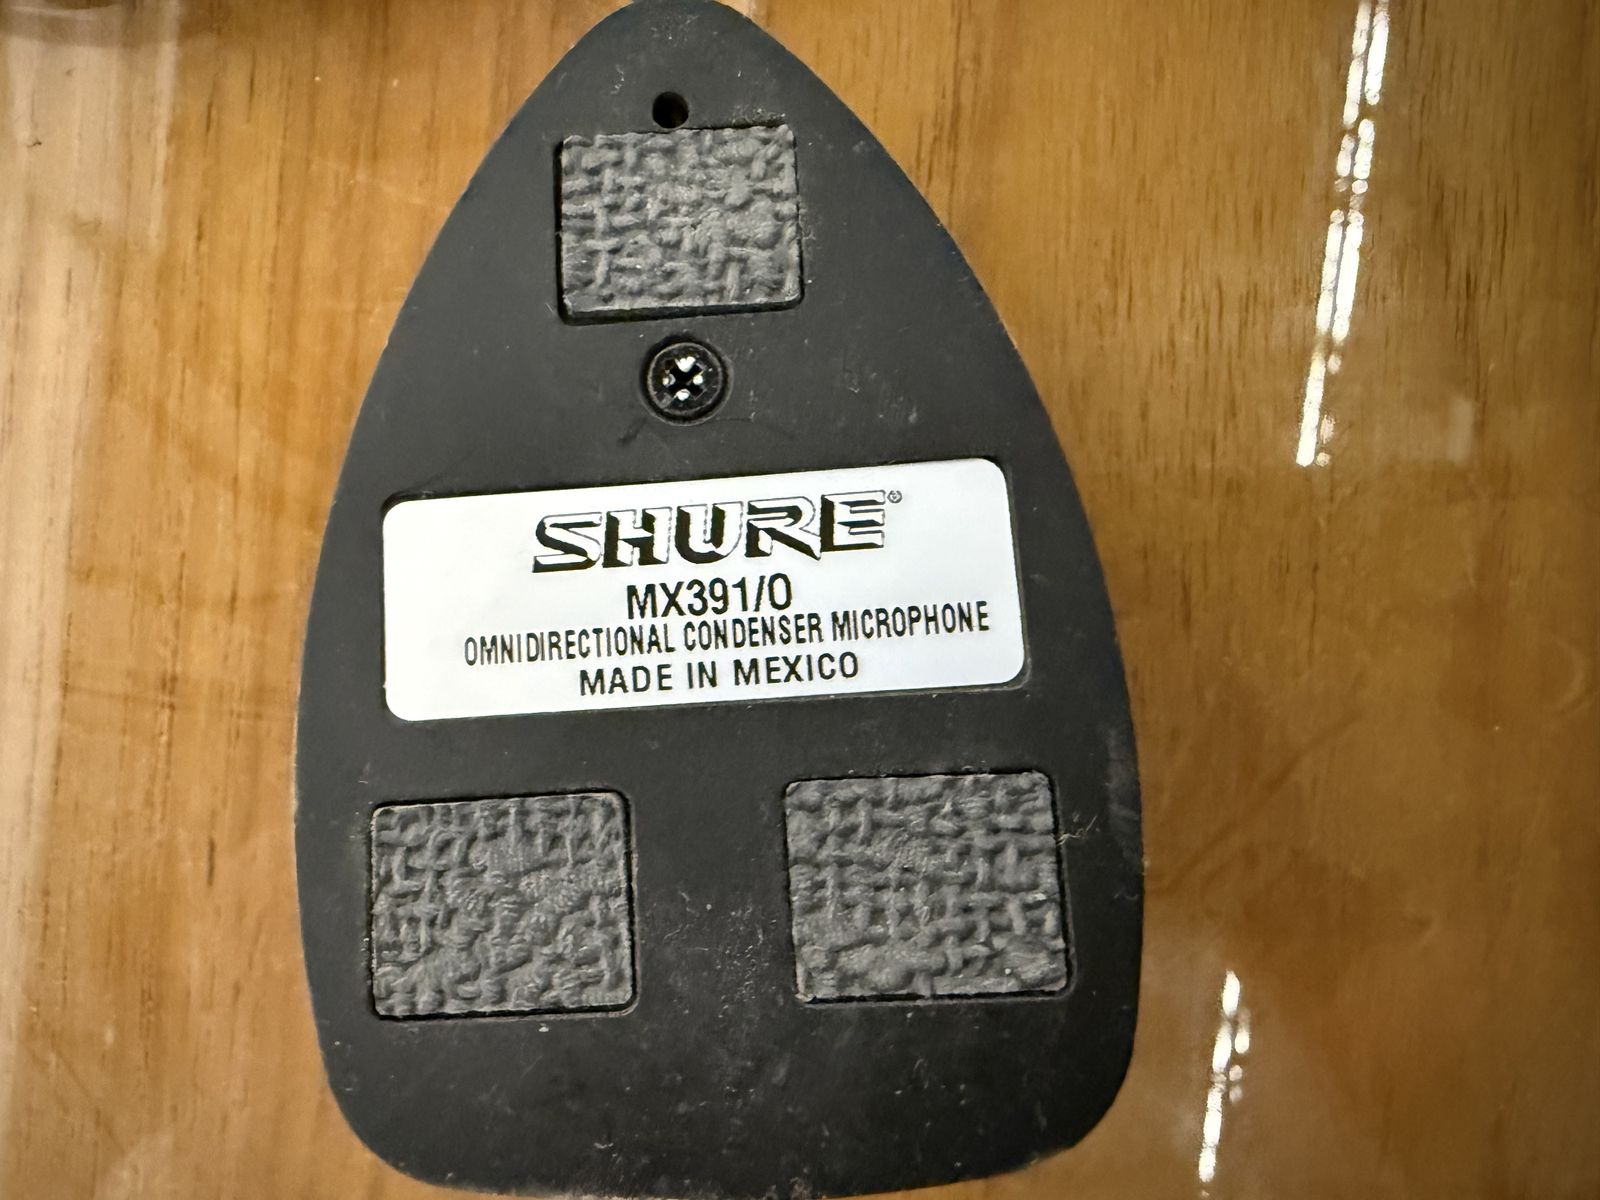 SHURE®
MX391/O
OMNIDIRECTIONAL CONDENSER MICROPHONE
MADE IN MEXICO